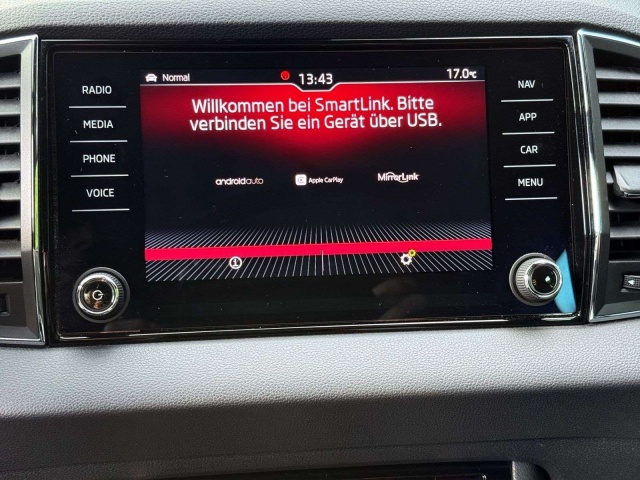 RADIO
MEDIA
PHONE
VOICE
Normal
13:43
17.0°C
Willkommen bei SmartLink. Bitte
verbinden Sie ein Gerät über USB.
androidauto
Apple CarPlay
MirrorLink
NAV
APP
CAR
MENU